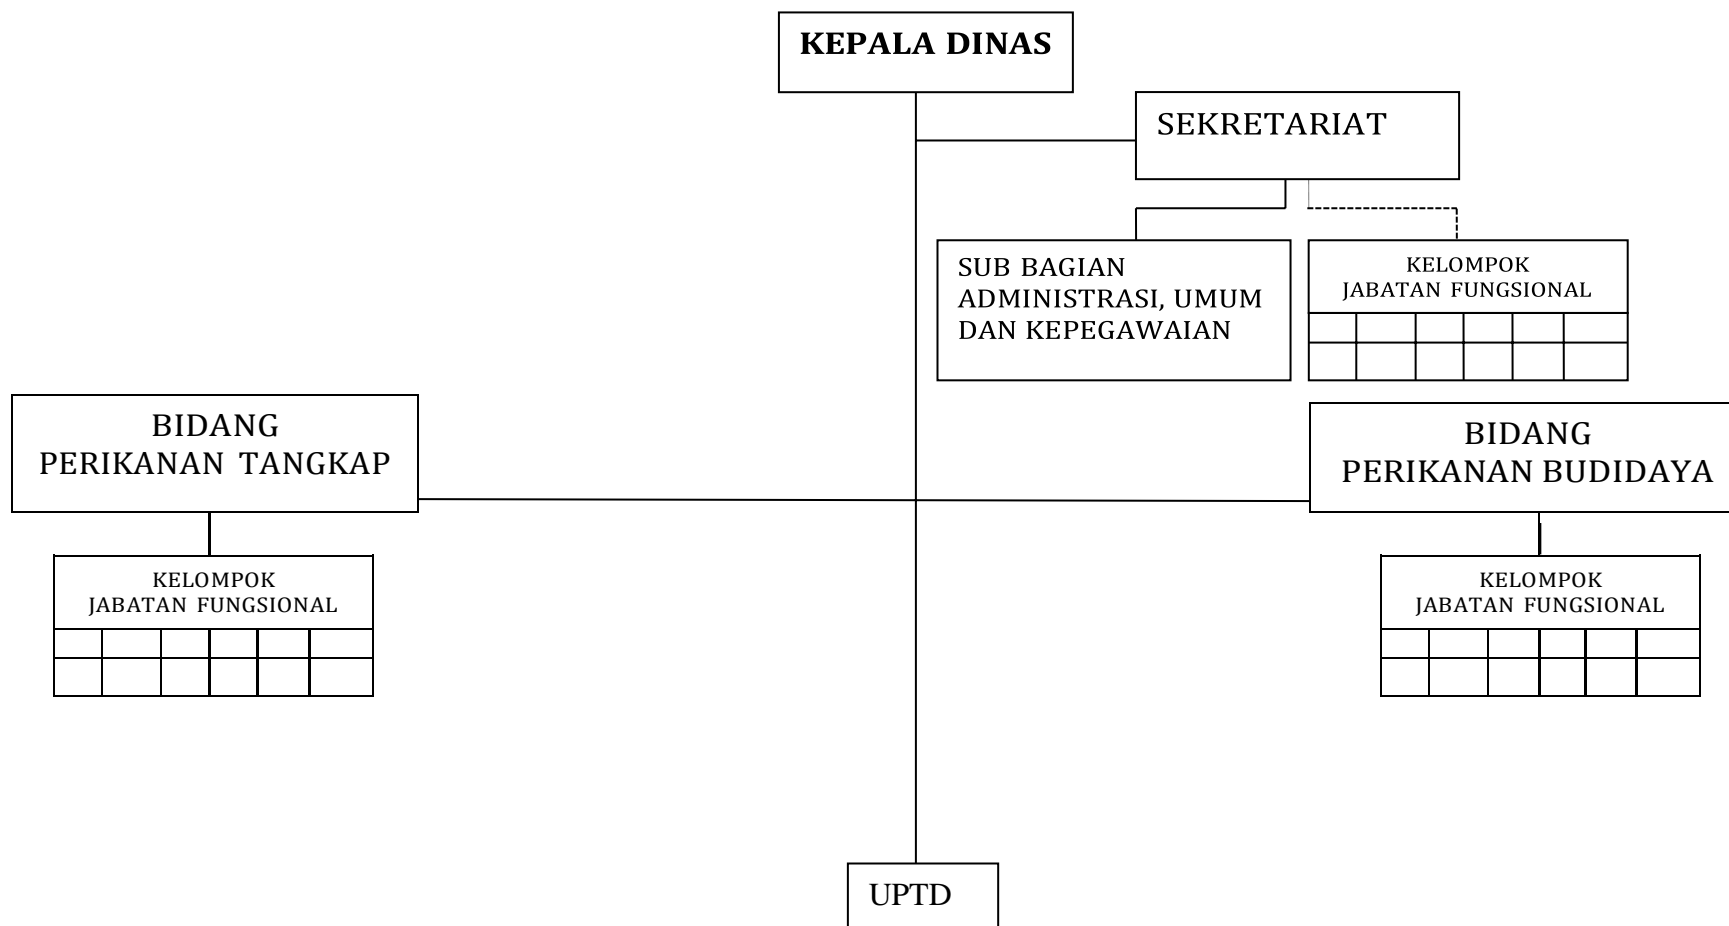 KEPALA DINAS
SEKRETARIAT
SUB BAGIAN
ADMINISTRASI, UMUM
DAN KEPEGAWAIAN
KELOMPOK
JABATAN FUNGSIONAL
BIDANG
PERIKANAN TANGKAP
BIDANG
PERIKANAN BUDIDAYA
KELOMPOK
JABATAN FUNGSIONAL
KELOMPOK
JABATAN FUNGSIONAL
UPTD